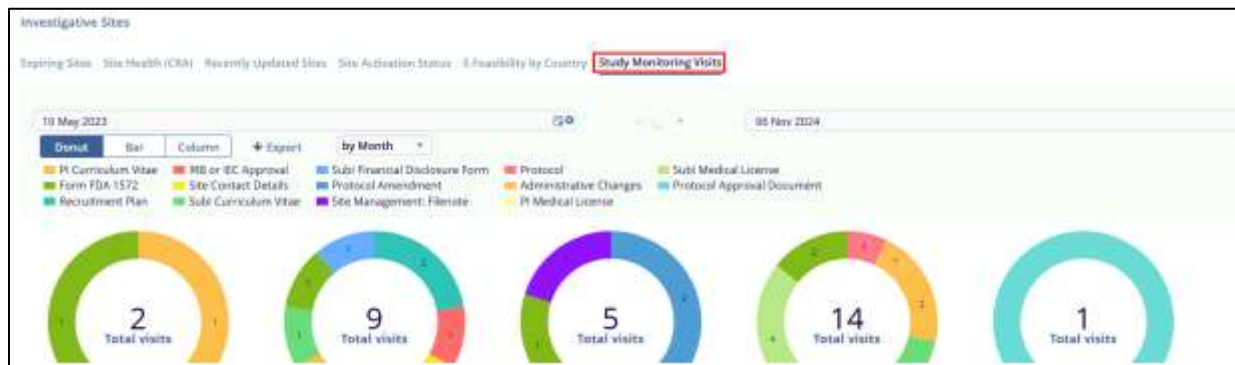 Investigative Sites
Expiring Sites Site Health (CRA) Recently Updated Sites Site Activation Status E-Feasibility by Country Study Monitoring Visits
10 May 2023 06 Nov 2024
Donut Bar Column Export by Month
PI Curriculum Vitae IRB or IEC Approval SubI Financial Disclosure Form Protocol SubI Medical License
Form FDA 1572 Site Contact Details Protocol Amendment Administrative Changes Protocol Approval Document
Recruitment Plan SubI Curriculum Vitae Site Management: Filenote PI Medical License
2 9 5 14 1
Total visits Total visits Total visits Total visits Total visits